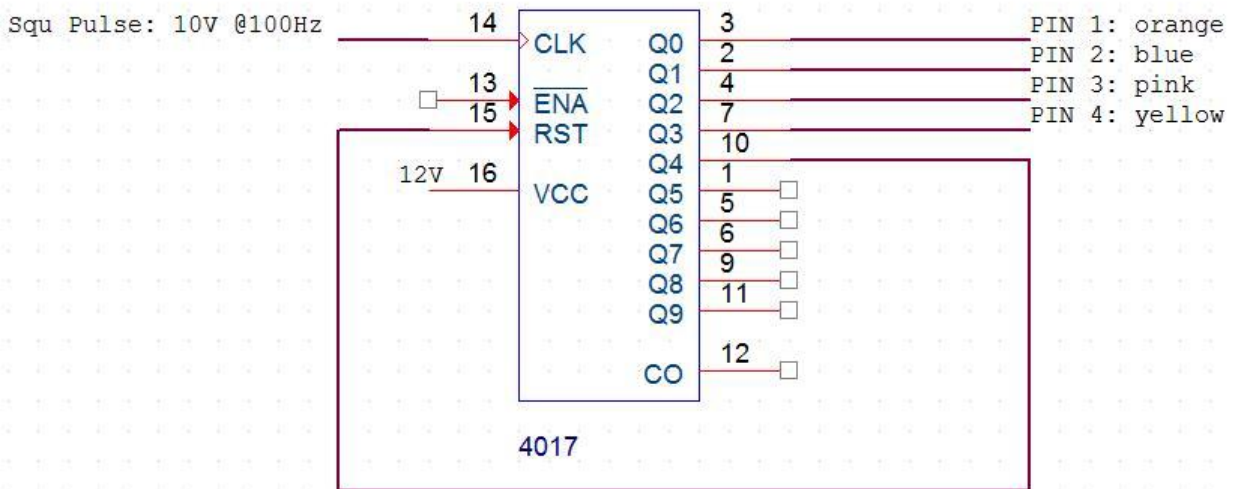 Squ Pulse: 10V @100Hz
14
CLK
13
ENA
15
RST
12V
16
VCC
3
Q0
2
Q1
4
Q2
7
Q3
10
Q4
1
Q5
5
Q6
6
Q7
9
Q8
11
Q9
12
CO
PIN 1: orange
PIN 2: blue
PIN 3: pink
PIN 4: yellow
4017